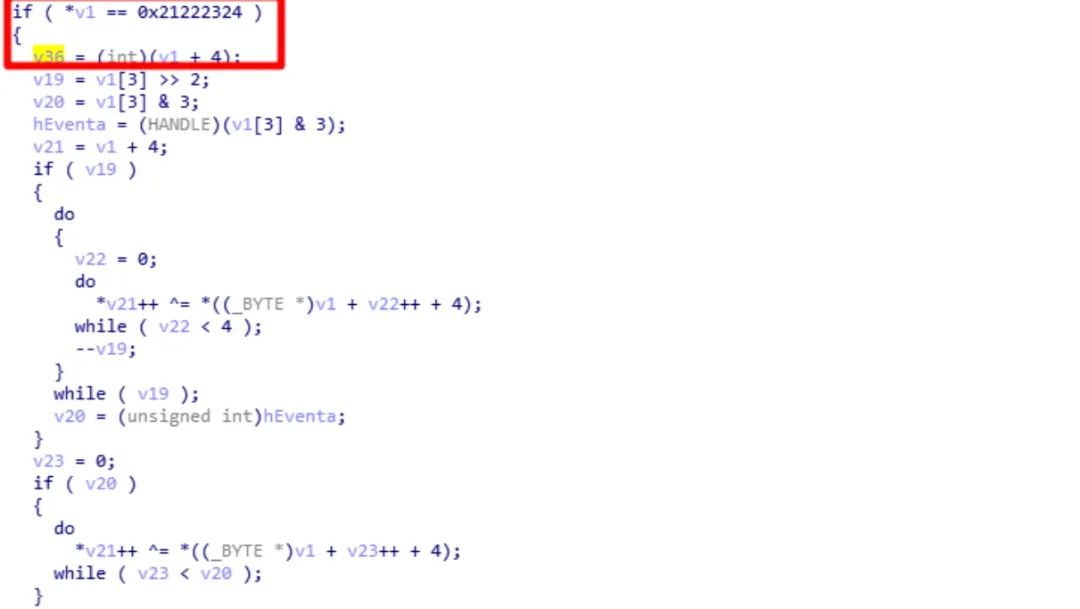 if ( *v1 == 0x21222324 )
{
v36 = (int)(v1 + 4);
v19 = v1[3] >> 2;
v20 = v1[3] & 3;
hEventa = (HANDLE)(v1[3] & 3);
v21 = v1 + 4;
if ( v19 )
{
do
{
v22 = 0;
do
*v21++ ^= *((_BYTE *)v1 + v22++ + 4);
while ( v22 < 4 );
--v19;
}
while ( v19 );
v20 = (unsigned int)hEventa;
}
v23 = 0;
if ( v20 )
{
do
*v21++ ^= *((_BYTE *)v1 + v23++ + 4);
while ( v23 < v20 );
}